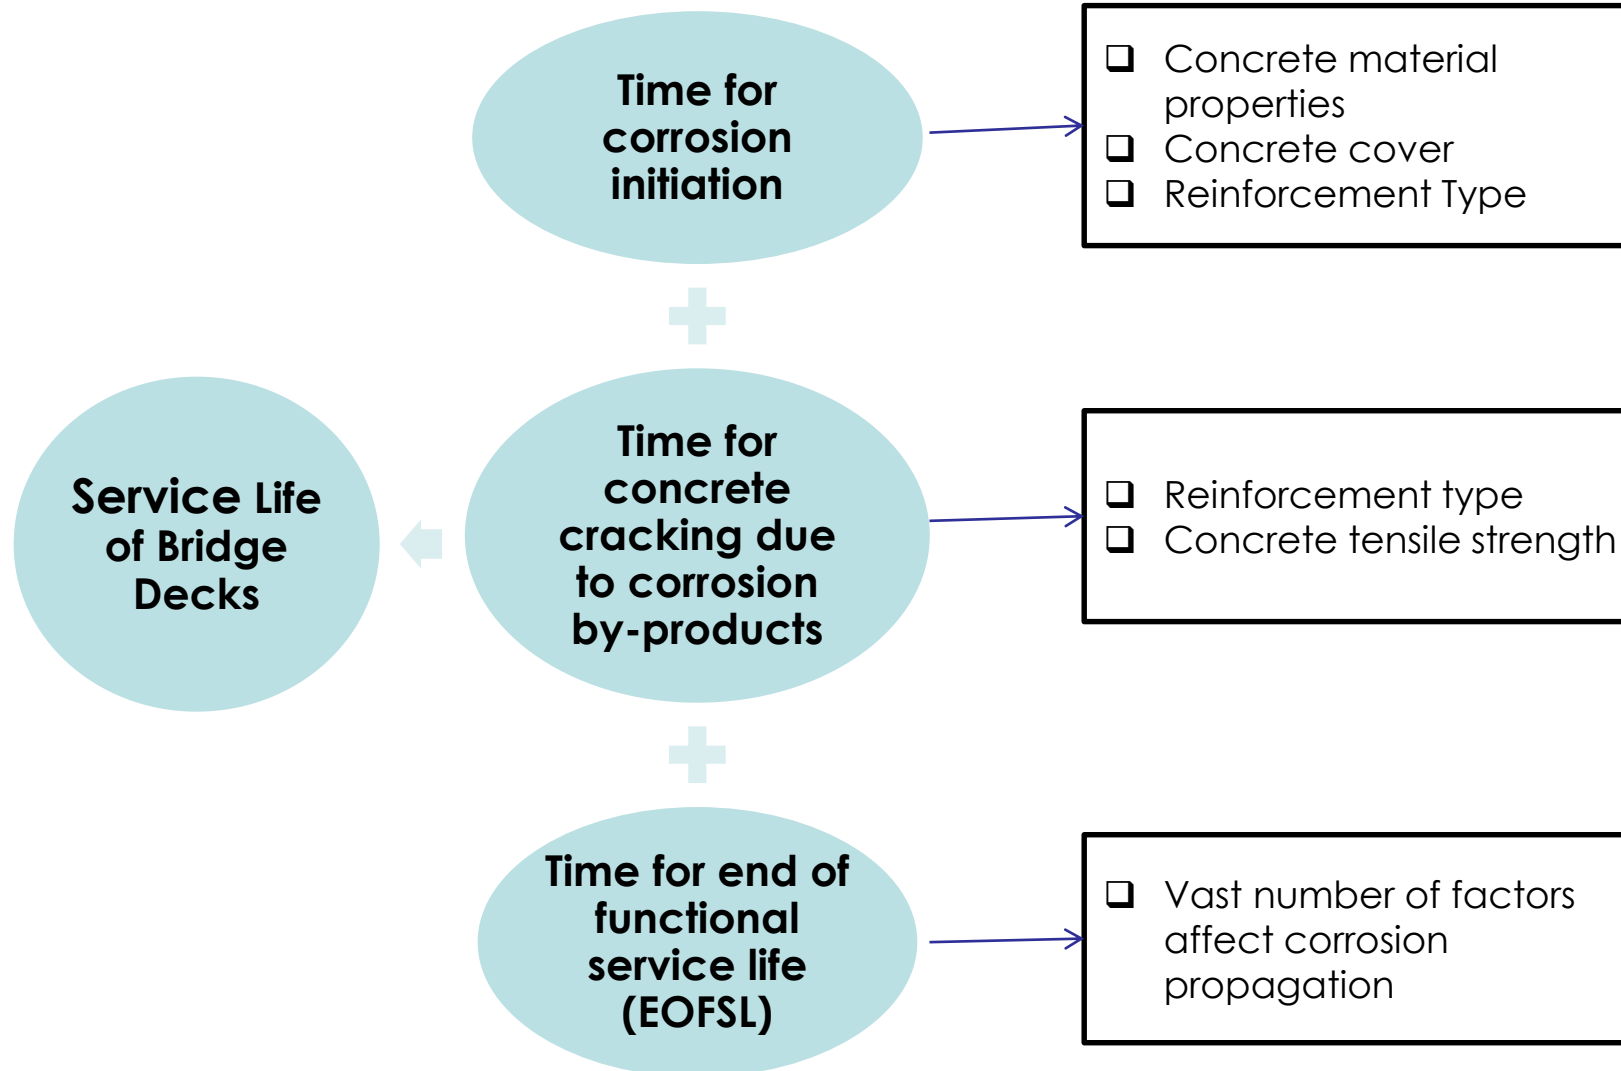 Time for
corrosion
initiation
❑ Concrete material
properties
❑ Concrete cover
❑ Reinforcement Type
Service Life
of Bridge
Decks
Time for
concrete
cracking due
to corrosion
by-products
❑ Reinforcement type
❑ Concrete tensile strength
Time for end of
functional
service life
(EOFSL)
❑ Vast number of factors
affect corrosion
propagation